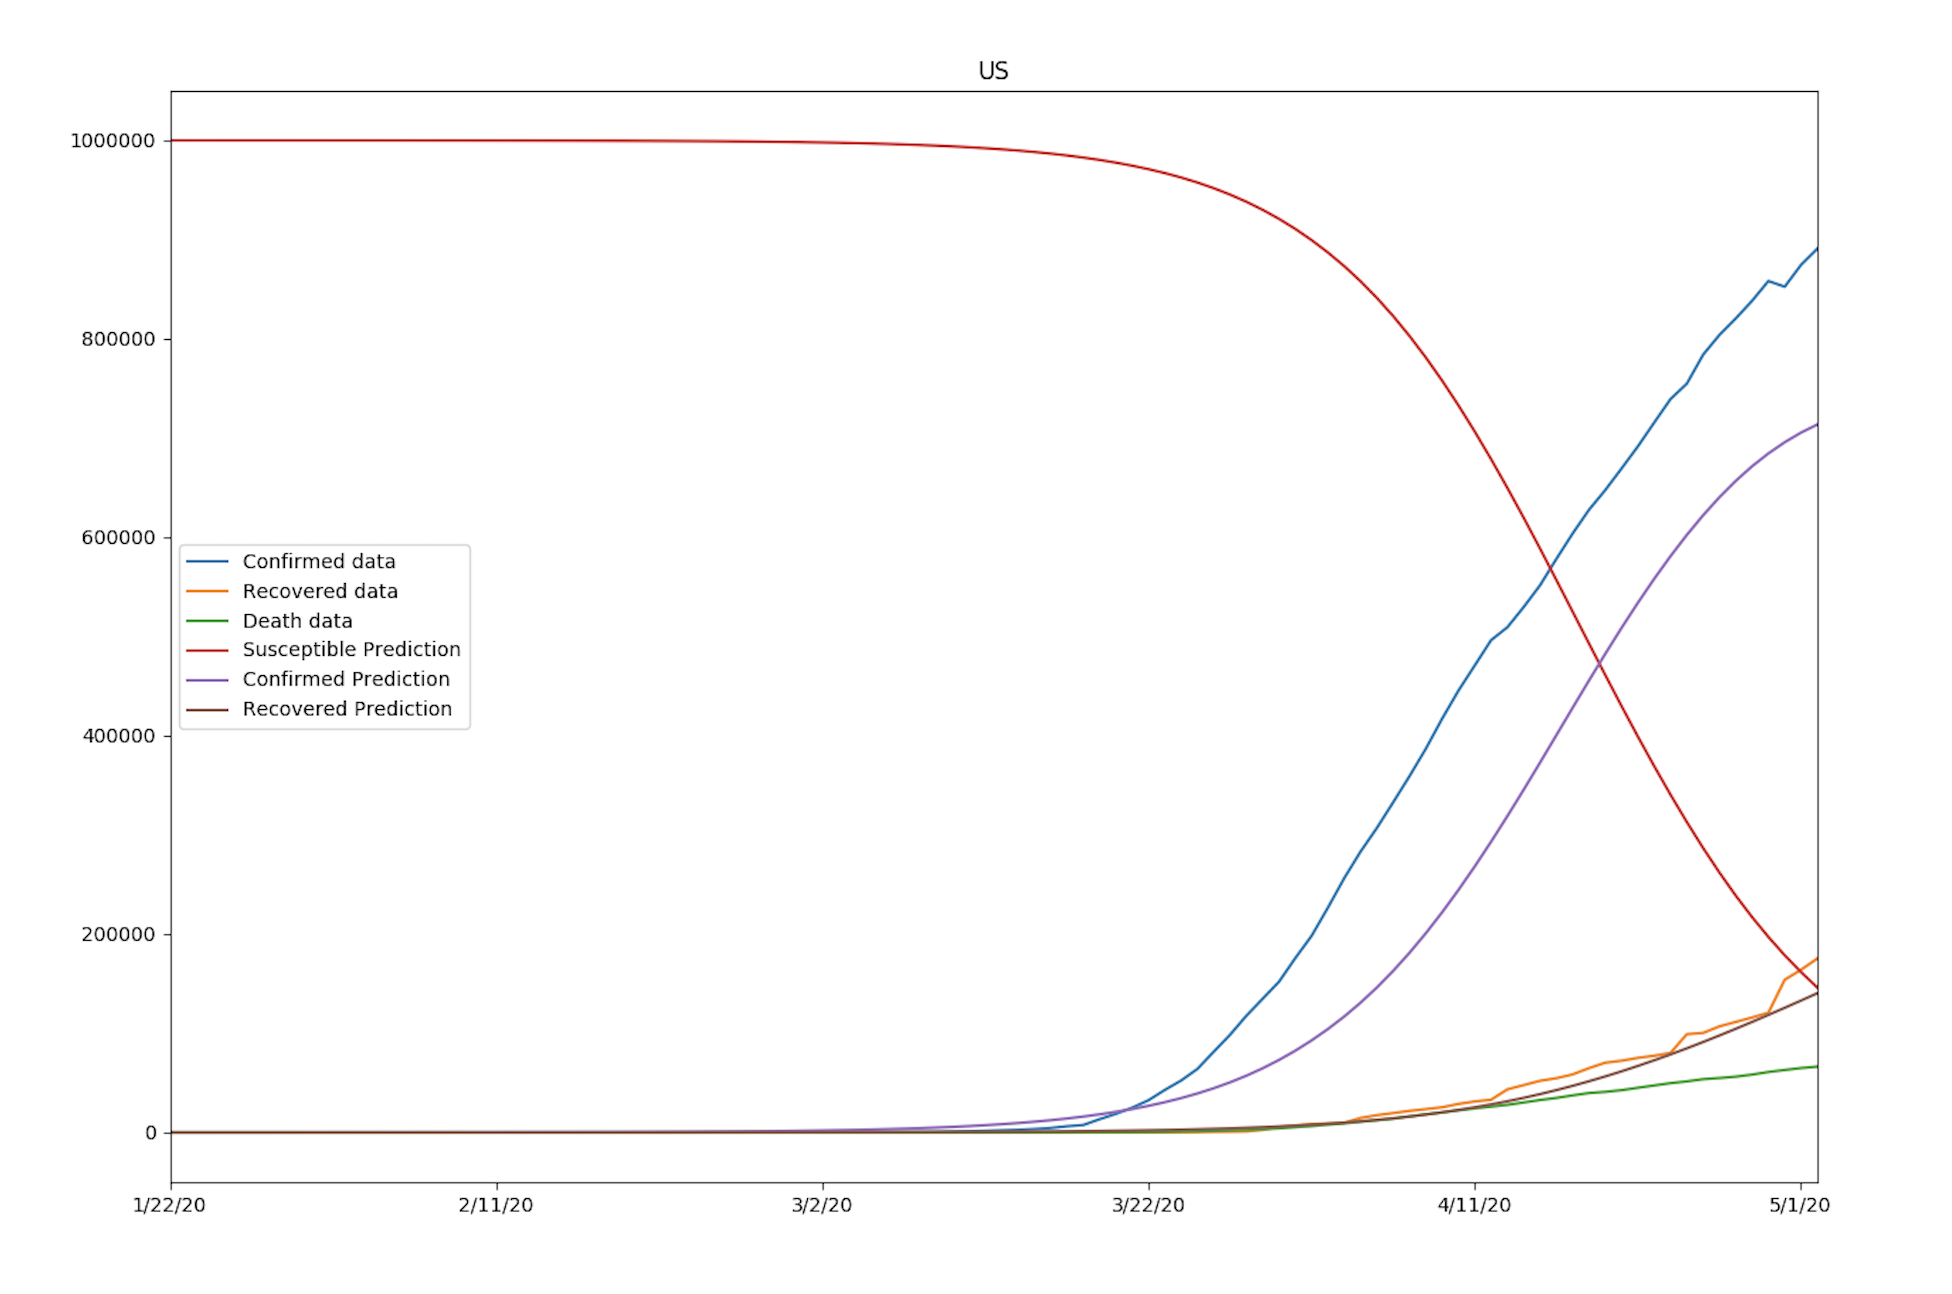 US
1000000
800000
600000
400000
200000
0
Confirmed data
Recovered data
Death data
Susceptible Prediction
Confirmed Prediction
Recovered Prediction
1/22/20 2/11/20 3/2/20 3/22/20 4/11/20 5/1/20